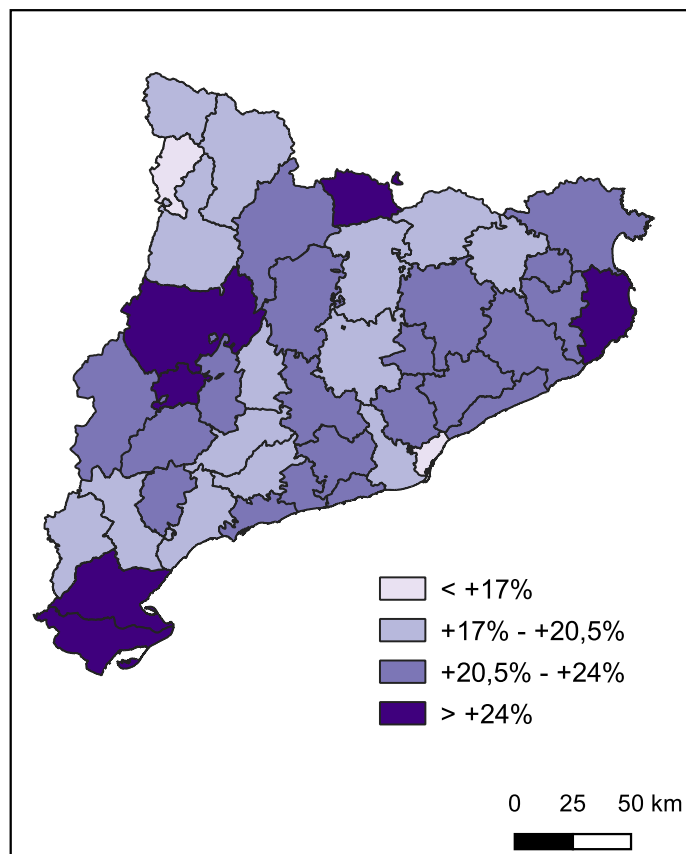 < +17%
+17% - +20,5%
+20,5% - +24%
> +24%
0 25 50 km